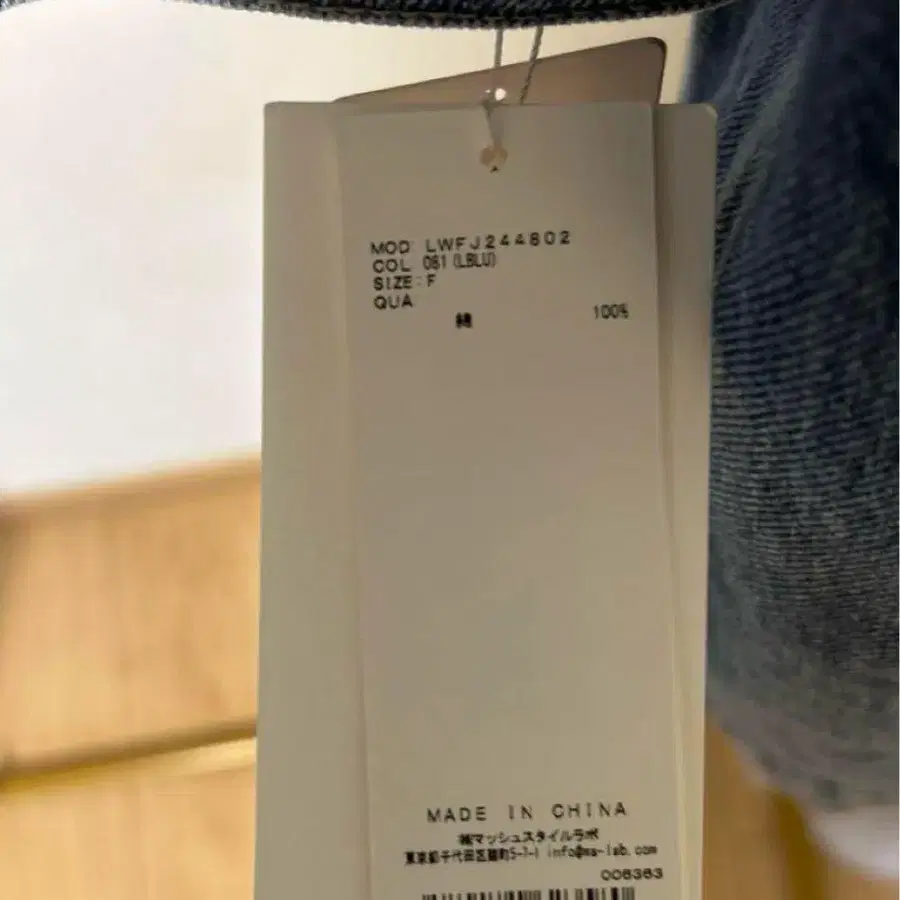 MOD LWFJ244802
COL 081 (LBLU)
SIZE:F
QUA
綿 100%
MADE IN CHINA
㈱マッシュスタイルラボ
東京都千代田区麹町5-7-1 info@ms-lab.com
006363